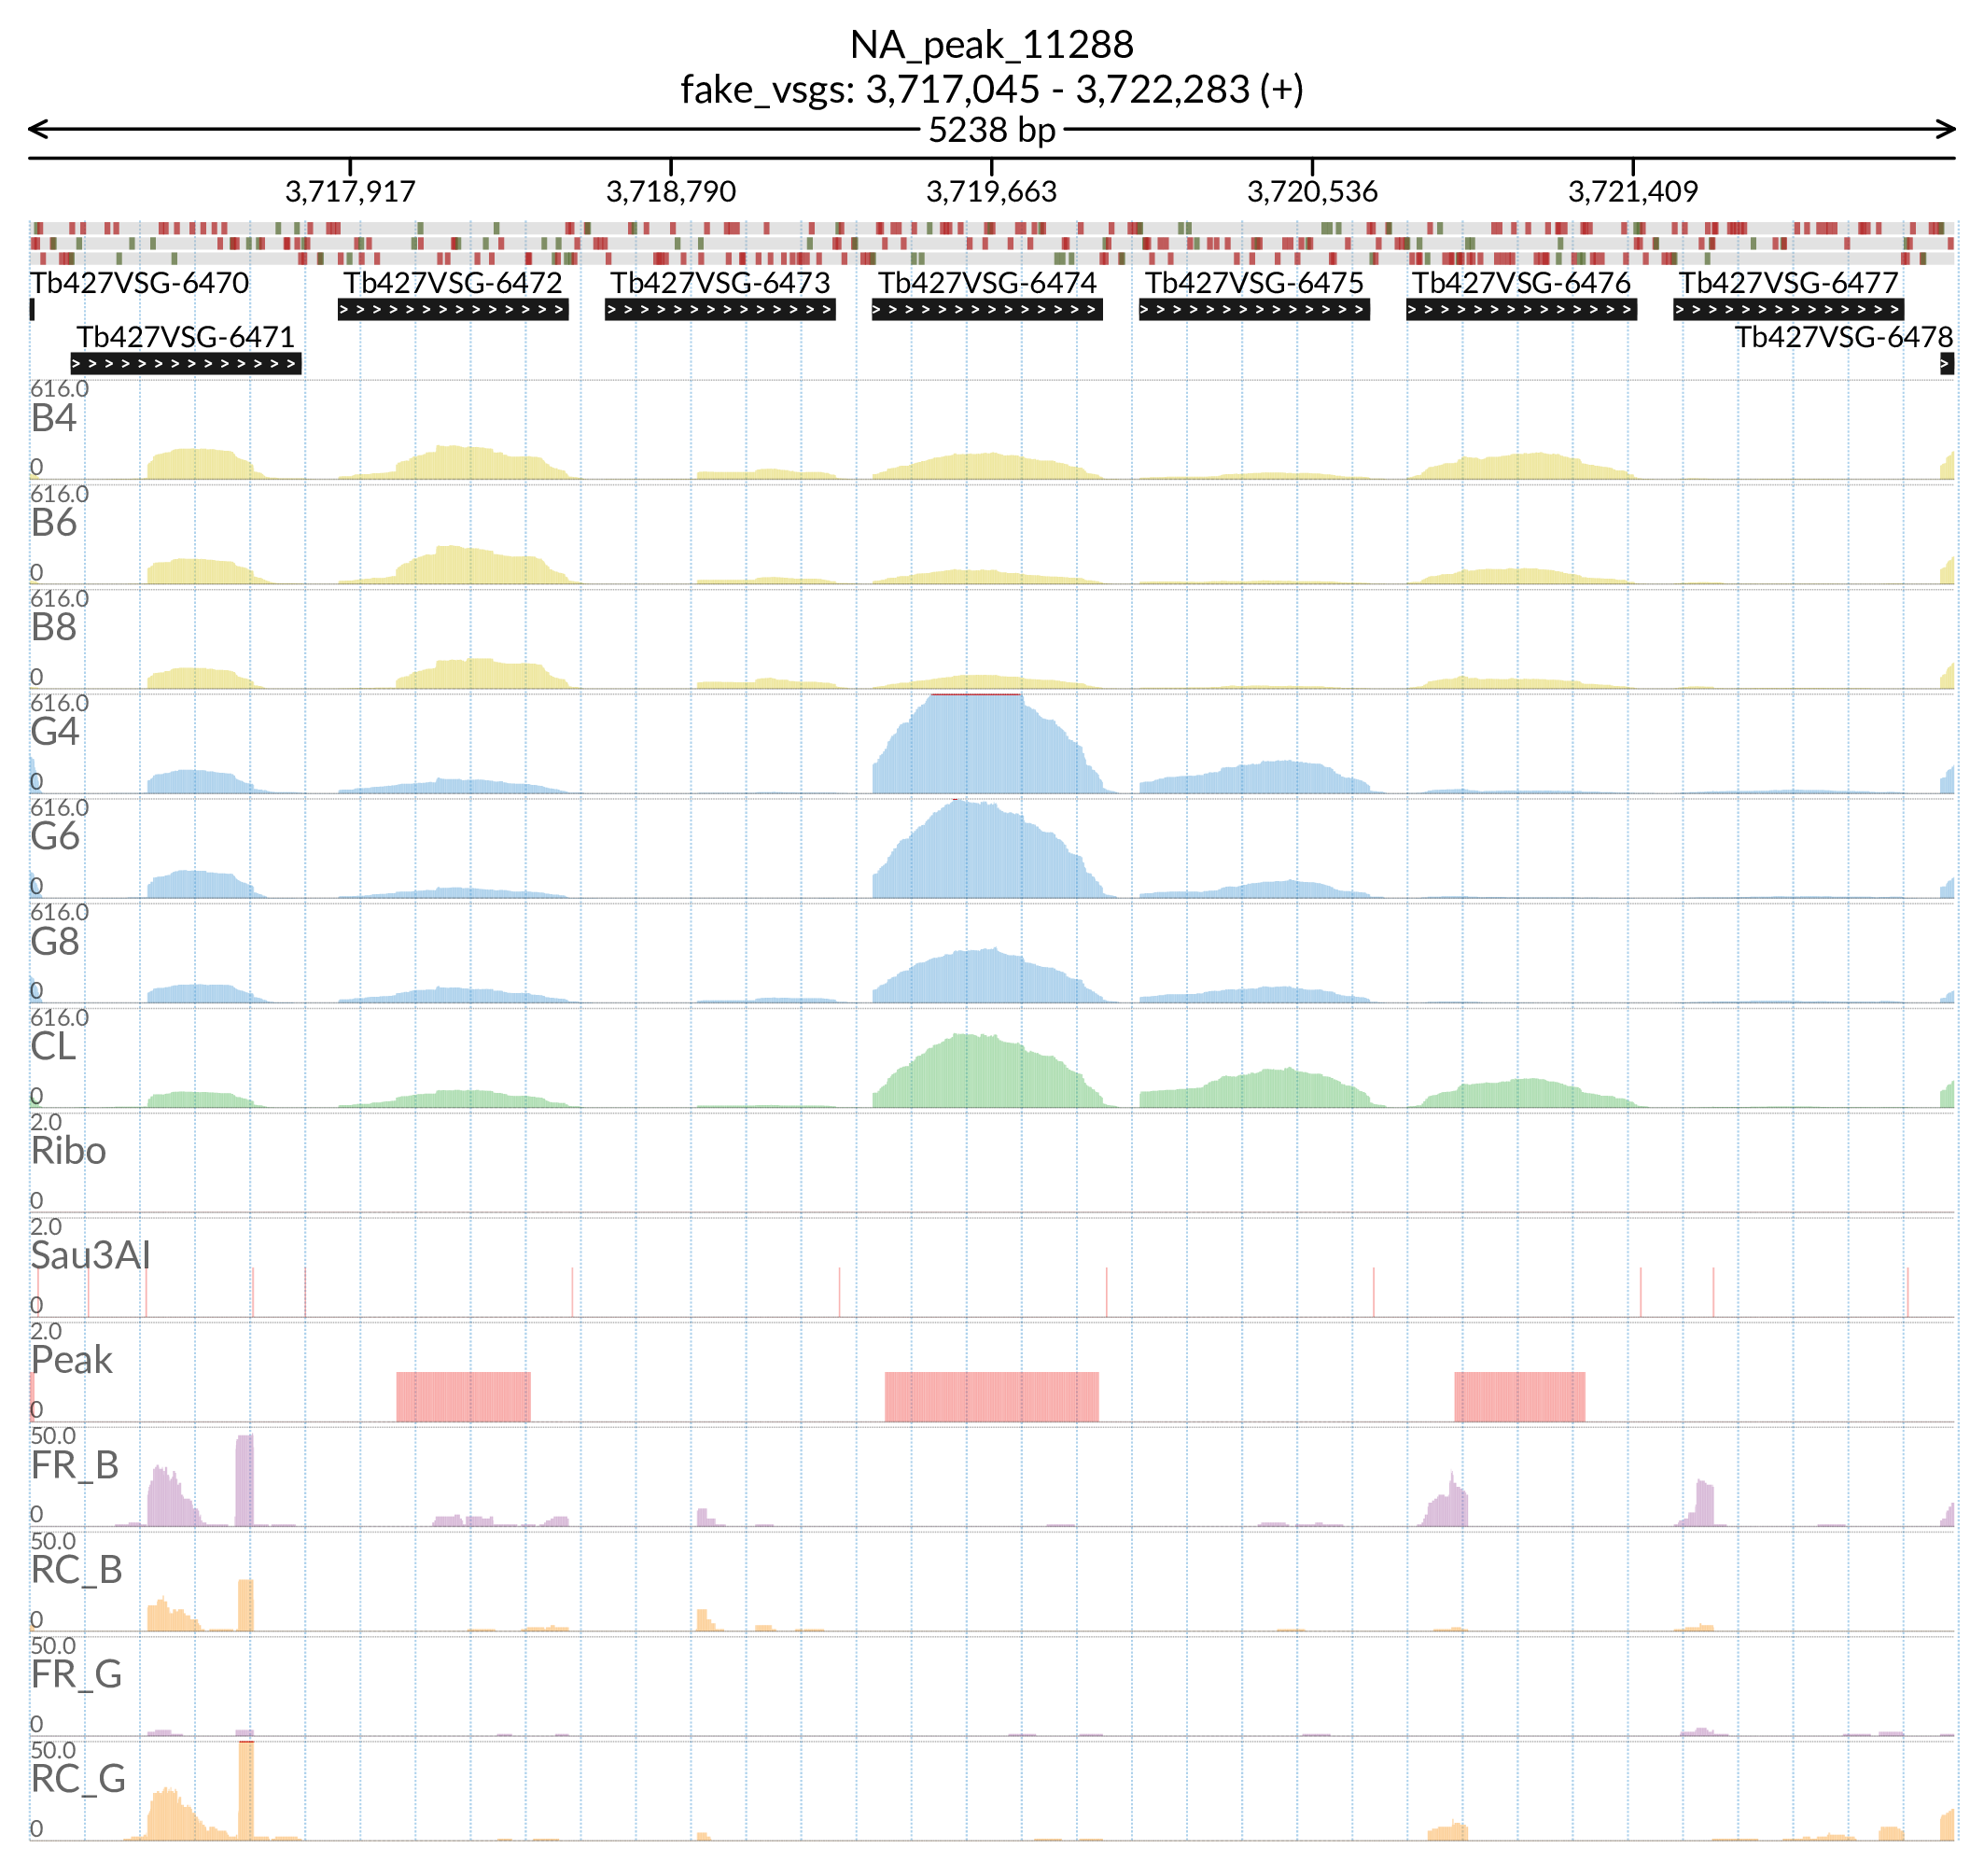 NA_peak_11288
fake_vsgs: 3,717,045 - 3,722,283 (+)
5238 bp
3,717,917 3,718,790 3,719,663 3,720,536 3,721,409
Tb427VSG-6470 Tb427VSG-6472 Tb427VSG-6473 Tb427VSG-6474 Tb427VSG-6475 Tb427VSG-6476 Tb427VSG-6477
Tb427VSG-6471 Tb427VSG-6478
616.0
B4
0
616.0
B6
0
616.0
B8
0
616.0
G4
0
616.0
G6
0
616.0
G8
0
616.0
CL
0
2.0
Ribo
0
2.0
Sau3AI
0
2.0
Peak
0
50.0
FR_B
0
50.0
RC_B
0
50.0
FR_G
0
50.0
RC_G
0